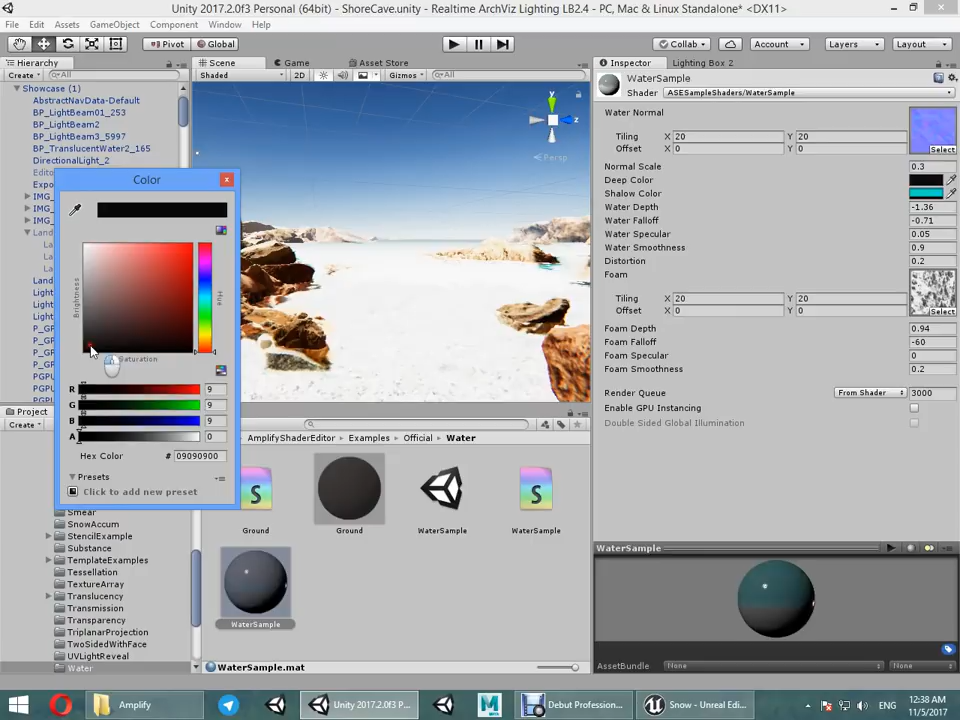 Unity 2017.2.0f3 Personal (64bit) - ShoreCave.unity - Realtime ArchViz Lighting LB2.4 - PC, Mac & Linux Standalone* <DX11>
File Edit Assets GameObject Component Window Help
Pivot Global Collab Account Layers Layout
Hierarchy
Create All
Showcase (1)
AbstractNavData-Default
BP_LightBeam01_253
BP_LightBeam2
BP_LightBeam3_5997
BP_TranslucentWater2_165
DirectionalLight_2
Scene Game Asset Store
Shaded 2D Gizmos All
y
z
Persp
Color
Brightness
Hue
Saturation
R 9
G 9
B 9
A 0
Hex Color # 09090900
Presets
Click to add new preset
Project
Create
Smear
SnowAccum
StencilExample
Substance
TemplateExamples
Tessellation
TextureArray
Translucency
Transmission
Transparency
TriplanarProjection
TwoSidedWithFace
UVLightReveal
Water
AmplifyShaderEditor Examples Official Water
Ground Ground WaterSample WaterSample
WaterSample
WaterSample.mat
Inspector Lighting Box 2
WaterSample
Shader ASESampleShaders/WaterSample
Water Normal
Tiling X 20 Y 20
Offset X 0 Y 0
Select
Normal Scale 0.3
Deep Color
Shalow Color
Water Depth -1.36
Water Falloff -0.71
Water Specular 0.05
Water Smoothness 0.9
Distortion 0.2
Foam
Tiling X 20 Y 20
Offset X 0 Y 0
Select
Foam Depth 0.94
Foam Falloff -60
Foam Specular 0
Foam Smoothness 0.2
Render Queue From Shader 3000
Enable GPU Instancing
Double Sided Global Illumination
WaterSample
AssetBundle None None
Amplify
Unity 2017.2.0f3 P...
Debut Profession...
Snow - Unreal Edi...
ENG
12:38 AM
11/5/2017